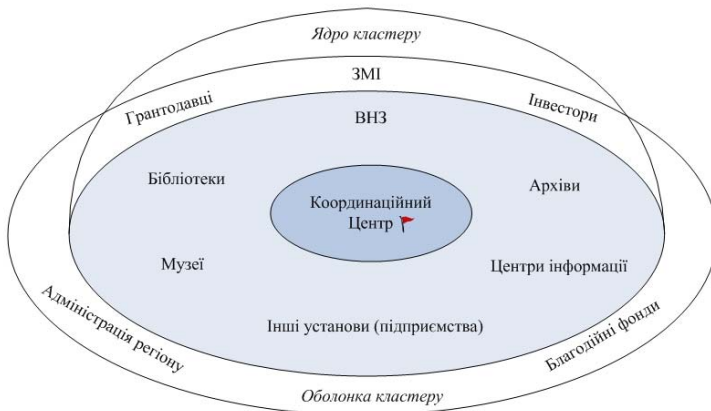 Ядро кластеру
ЗМІ
Грантодавці
Інвестори
ВНЗ
Бібліотеки
Архіви
Координаційний
Центр
Музеї
Центри інформації
Інші установи (підприємства)
Адміністрація регіону
Благодійні фонди
Оболонка кластеру